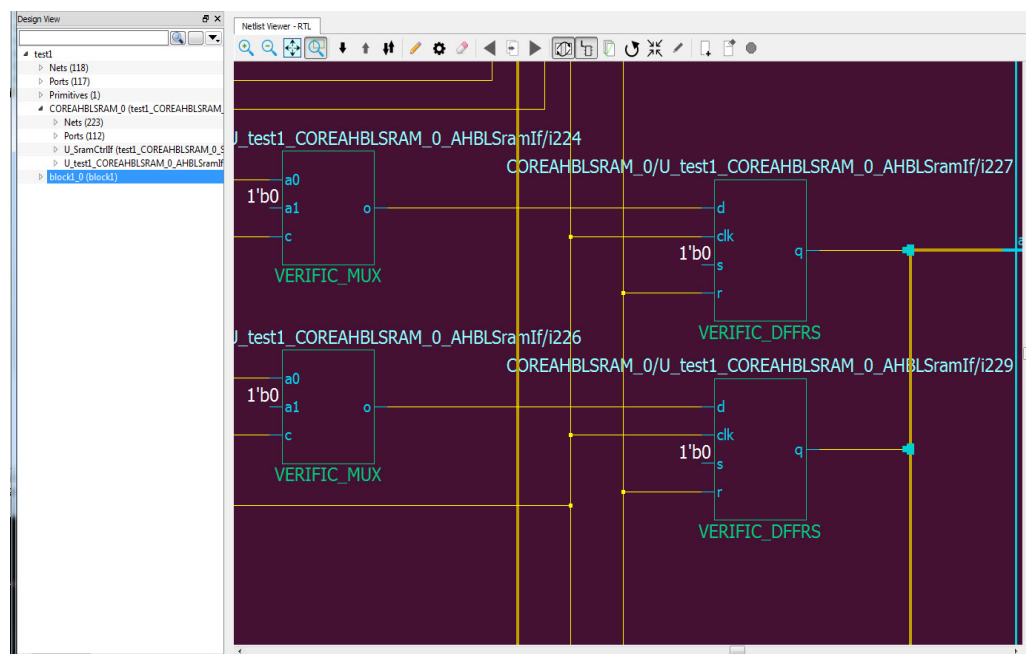 Design View
Netlist Viewer - RTL
test1
Nets (118)
Ports (117)
Primitives (1)
COREAHBLSRAM_0 (test1_COREAHBLSRAM_
Nets (223)
Ports (112)
U_SramCtrlIf (test1_COREAHBLSRAM_0_S
U_test1_COREAHBLSRAM_0_AHBLSramIf
block1_0 (block1)
U_test1_COREAHBLSRAM_0_AHBLSramIf/i224
COREAHBLSRAM_0/U_test1_COREAHBLSRAM_0_AHBLSramIf/i227
a0
1'b0
a1
o
c
VERIFIC_MUX
d
clk
1'b0
s
q
r
VERIFIC_DFFRS
a
U_test1_COREAHBLSRAM_0_AHBLSramIf/i226
COREAHBLSRAM_0/U_test1_COREAHBLSRAM_0_AHBLSramIf/i229
a0
1'b0
a1
o
c
VERIFIC_MUX
d
clk
1'b0
s
q
r
VERIFIC_DFFRS